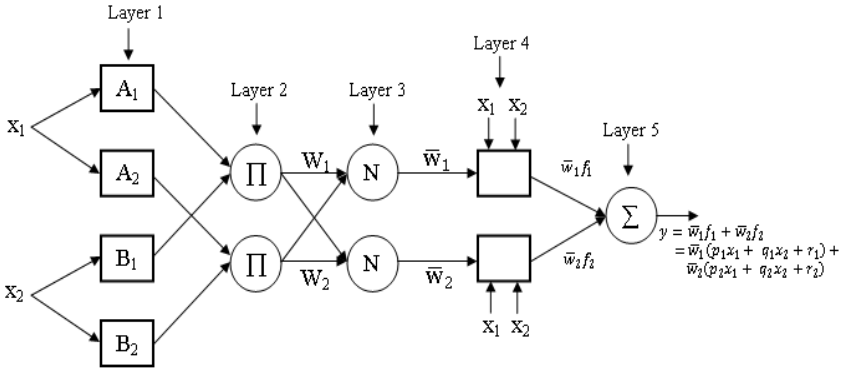 Layer 1
Layer 4
Layer 2
Layer 3
Layer 5
x₁
x₂
A₁
A₂
B₁
B₂
X₁
X₂
∏
∏
W₁
W₂
N
N
w̅₁
w̅₂
X₁ X₂
w̅₁f₁
w̅₂f₂
∑
y = w̅₁f₁ + w̅₂f₂
= w̅₁(p₁x₁ + q₁x₂ + r₁) +
w̅₂(p₂x₁ + q₂x₂ + r₂)